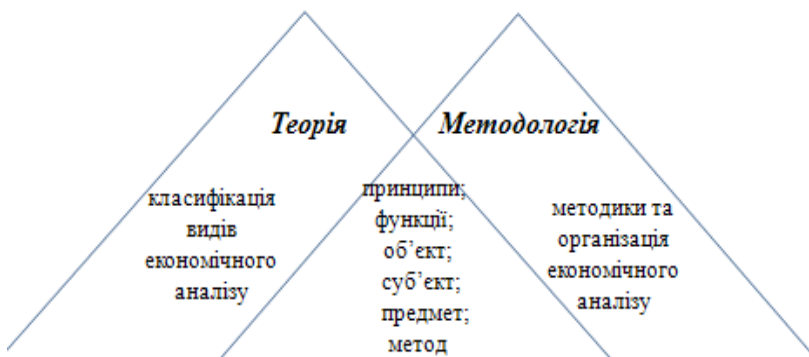 Теорія
Методологія
класифікація
видів
економічного
аналізу
принципи;
функції;
об’єкт;
суб’єкт;
предмет;
метод
методики та
організація
економічного
аналізу